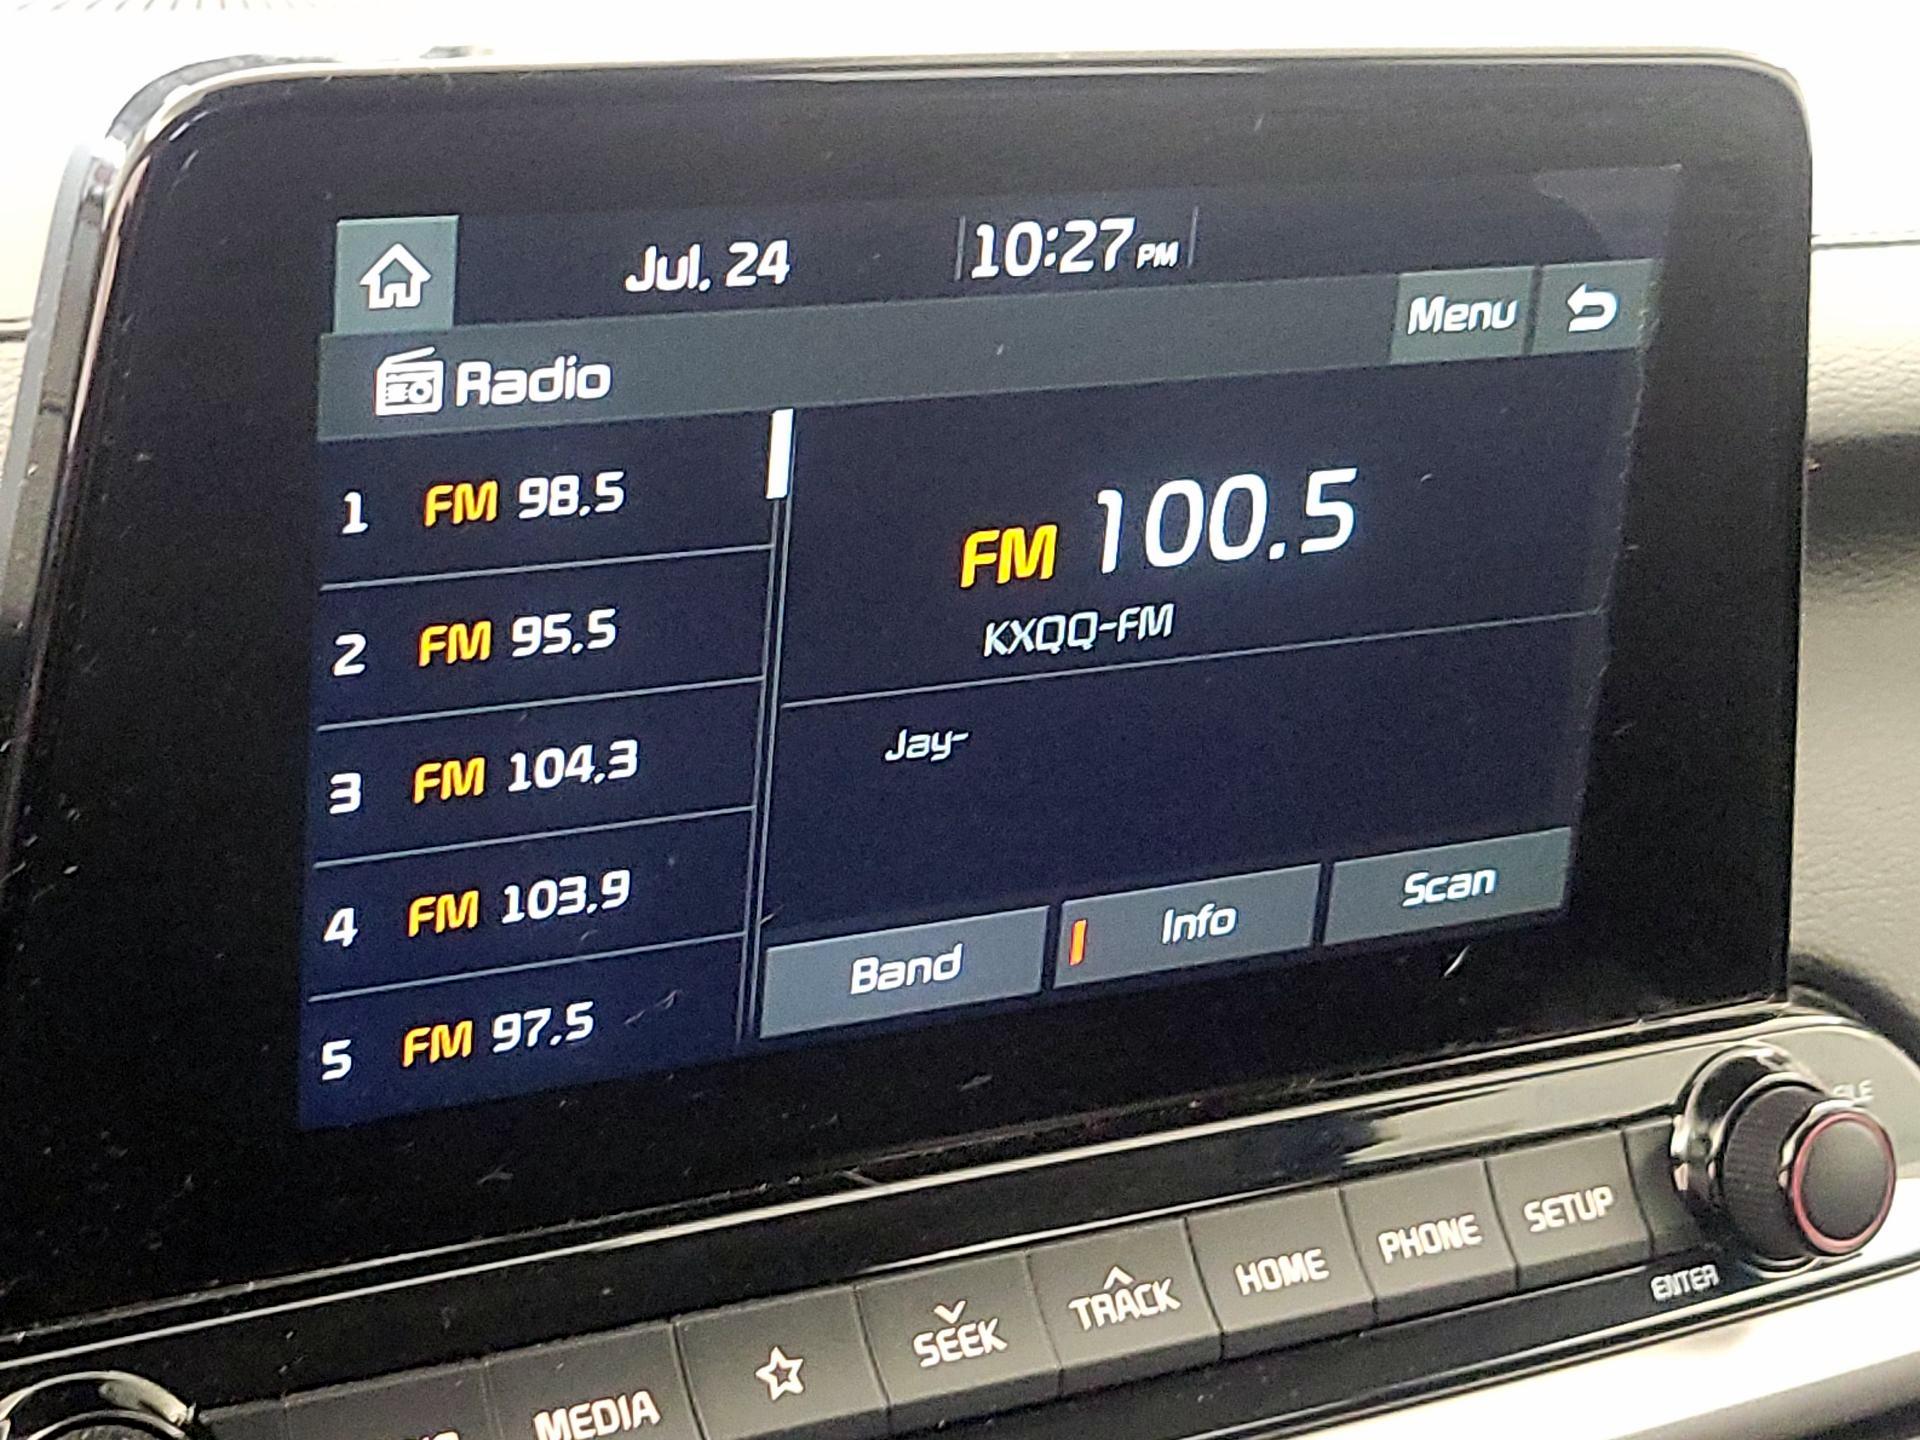 Jul. 24
10:27 PM
Menu
Radio
1 FM 98.5
2 FM 95.5
3 FM 104.3
4 FM 103.9
5 FM 97.5
FM 100.5
KXQQ-FM
Jay-
Band
Info
Scan
MEDIA
SEEK
TRACK
HOME
PHONE
SETUP
ENTER